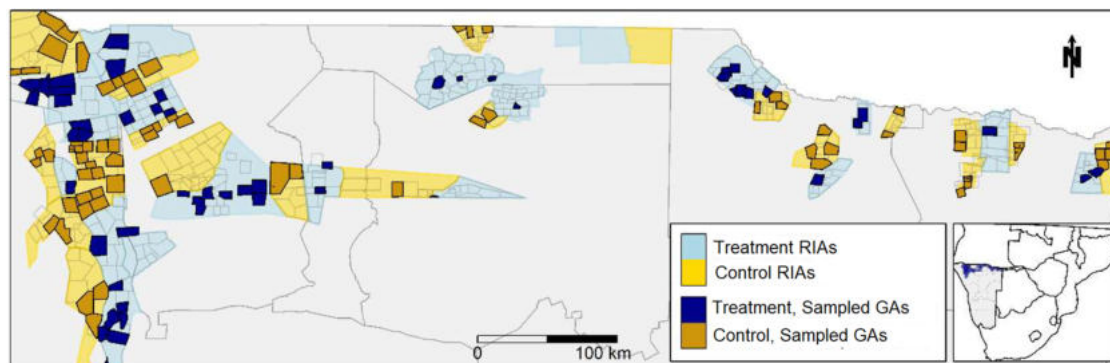 N
Treatment RIAs
Control RIAs
Treatment, Sampled GAs
Control, Sampled GAs
0 100 km